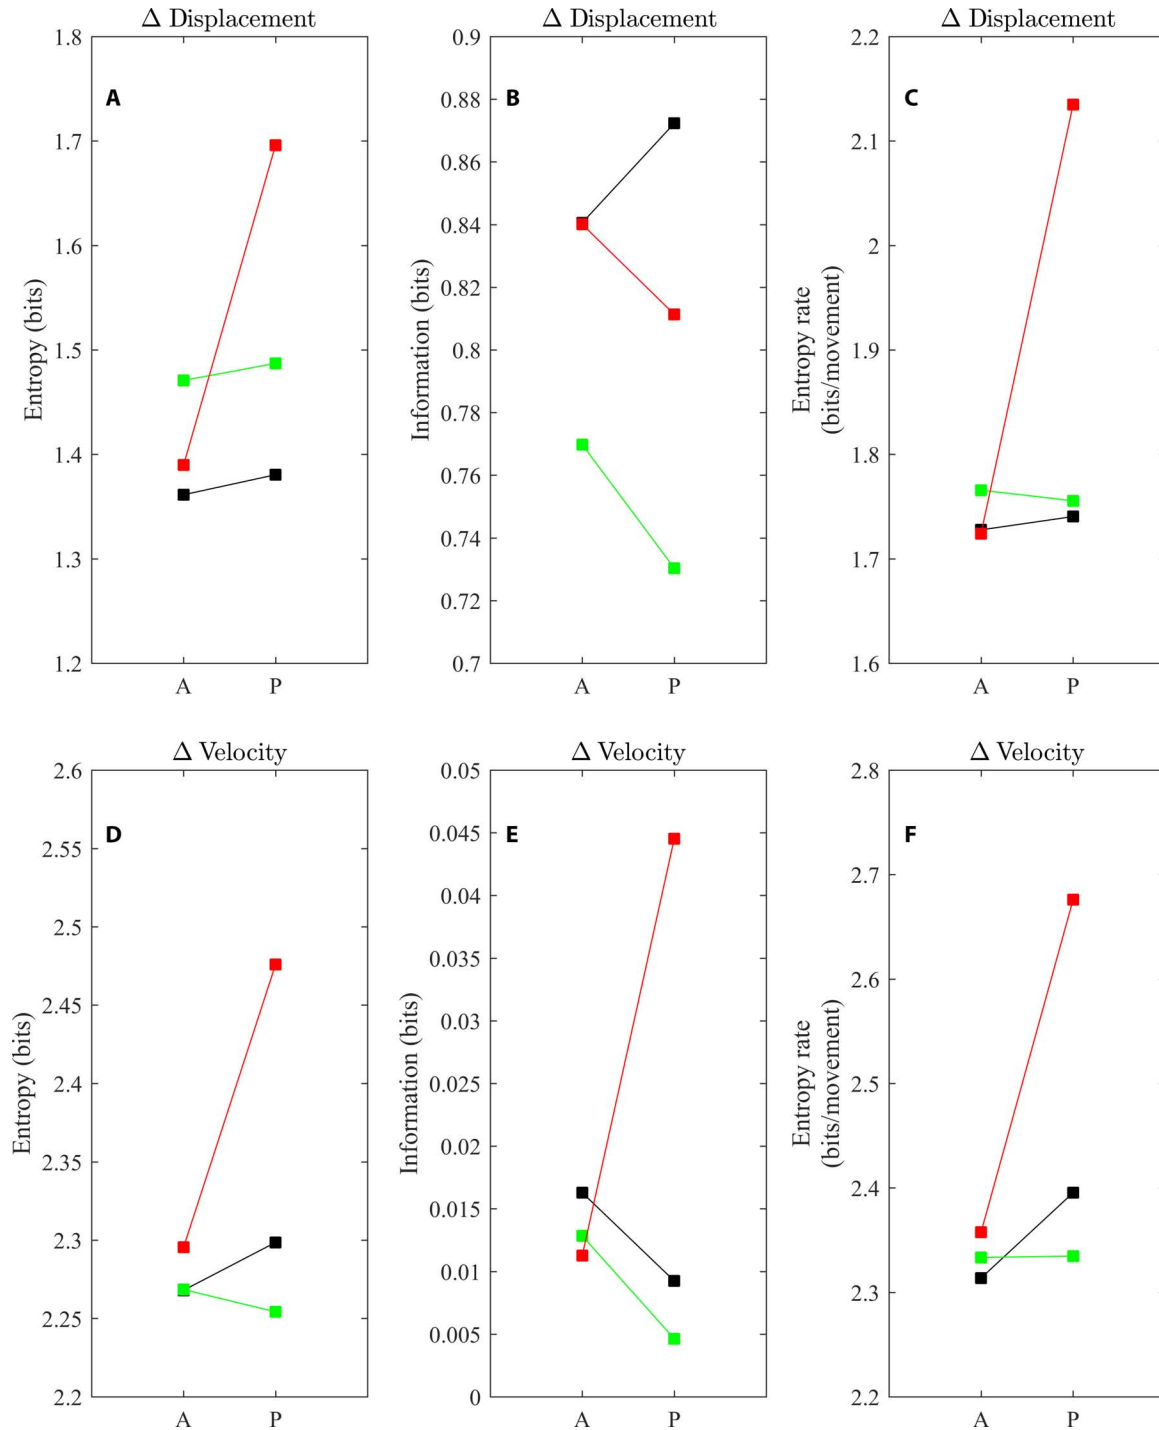 Δ Displacement
A
Entropy (bits)
1.8
1.7
1.6
1.5
1.4
1.3
1.2
A P
Δ Displacement
B
Information (bits)
0.9
0.88
0.86
0.84
0.82
0.8
0.78
0.76
0.74
0.72
0.7
A P
Δ Displacement
C
Entropy rate
(bits/movement)
2.2
2.1
2
1.9
1.8
1.7
1.6
A P
Δ Velocity
D
Entropy (bits)
2.6
2.55
2.5
2.45
2.4
2.35
2.3
2.25
2.2
A P
Δ Velocity
E
Information (bits)
0.05
0.045
0.04
0.035
0.03
0.025
0.02
0.015
0.01
0.005
0
A P
Δ Velocity
F
Entropy rate
(bits/movement)
2.8
2.7
2.6
2.5
2.4
2.3
2.2
A P